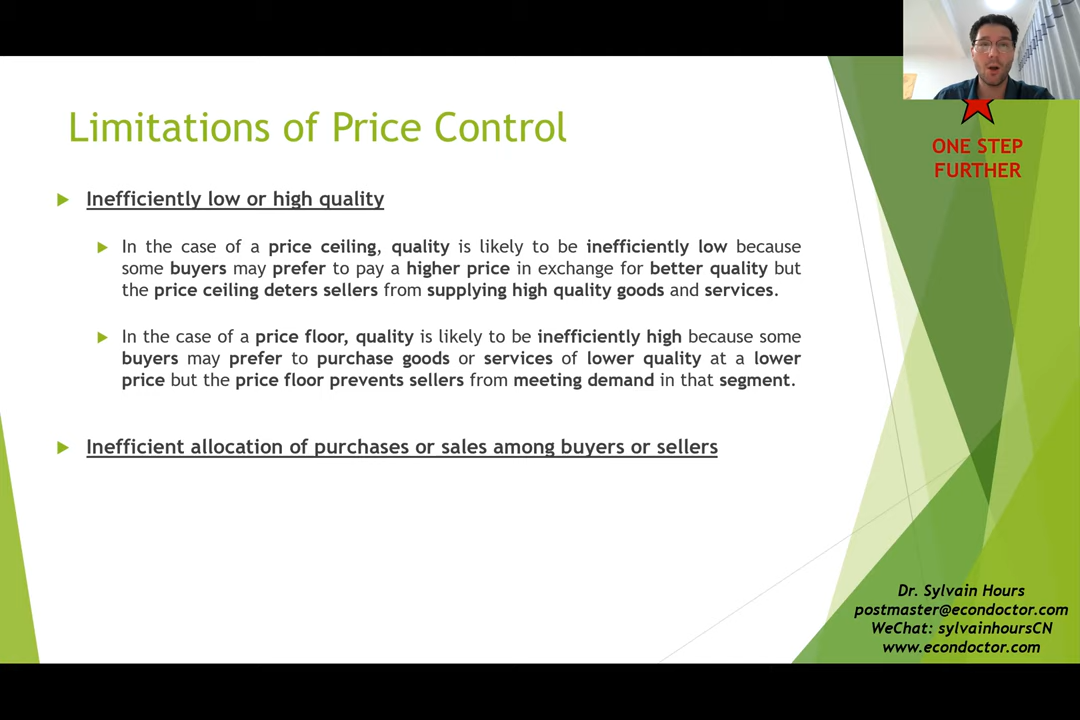 Limitations of Price Control
ONE STEP
FURTHER
Inefficiently low or high quality
In the case of a price ceiling, quality is likely to be inefficiently low because
some buyers may prefer to pay a higher price in exchange for better quality but
the price ceiling deters sellers from supplying high quality goods and services.
In the case of a price floor, quality is likely to be inefficiently high because some
buyers may prefer to purchase goods or services of lower quality at a lower
price but the price floor prevents sellers from meeting demand in that segment.
Inefficient allocation of purchases or sales among buyers or sellers
Dr. Sylvain Hours
postmaster@econdoctor.com
WeChat: sylvainhoursCN
www.econdoctor.com